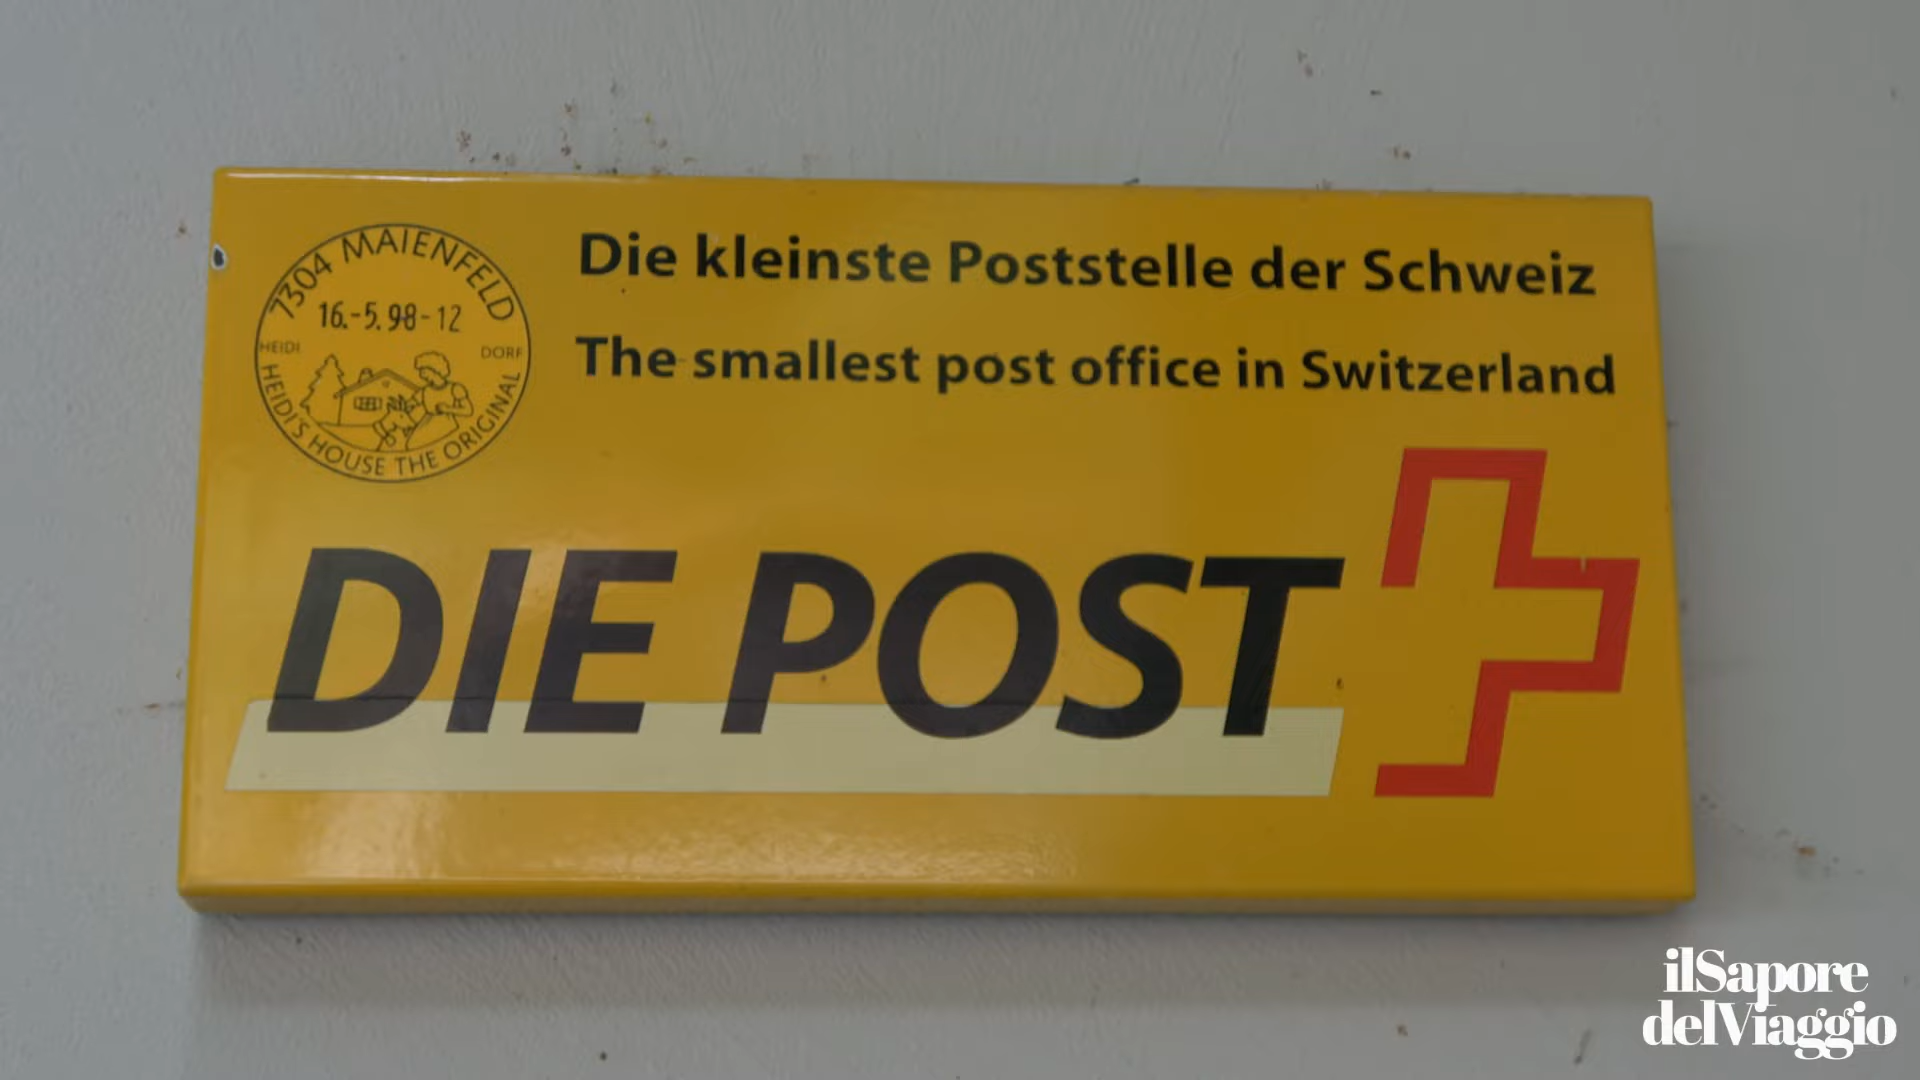 7304 MAIENFELD
16.-5.98-12
HEIDI DORF
HEIDI'S HOUSE THE ORIGINAL
Die kleinste Poststelle der Schweiz
The smallest post office in Switzerland
DIE POST
ilSapore
delViaggio